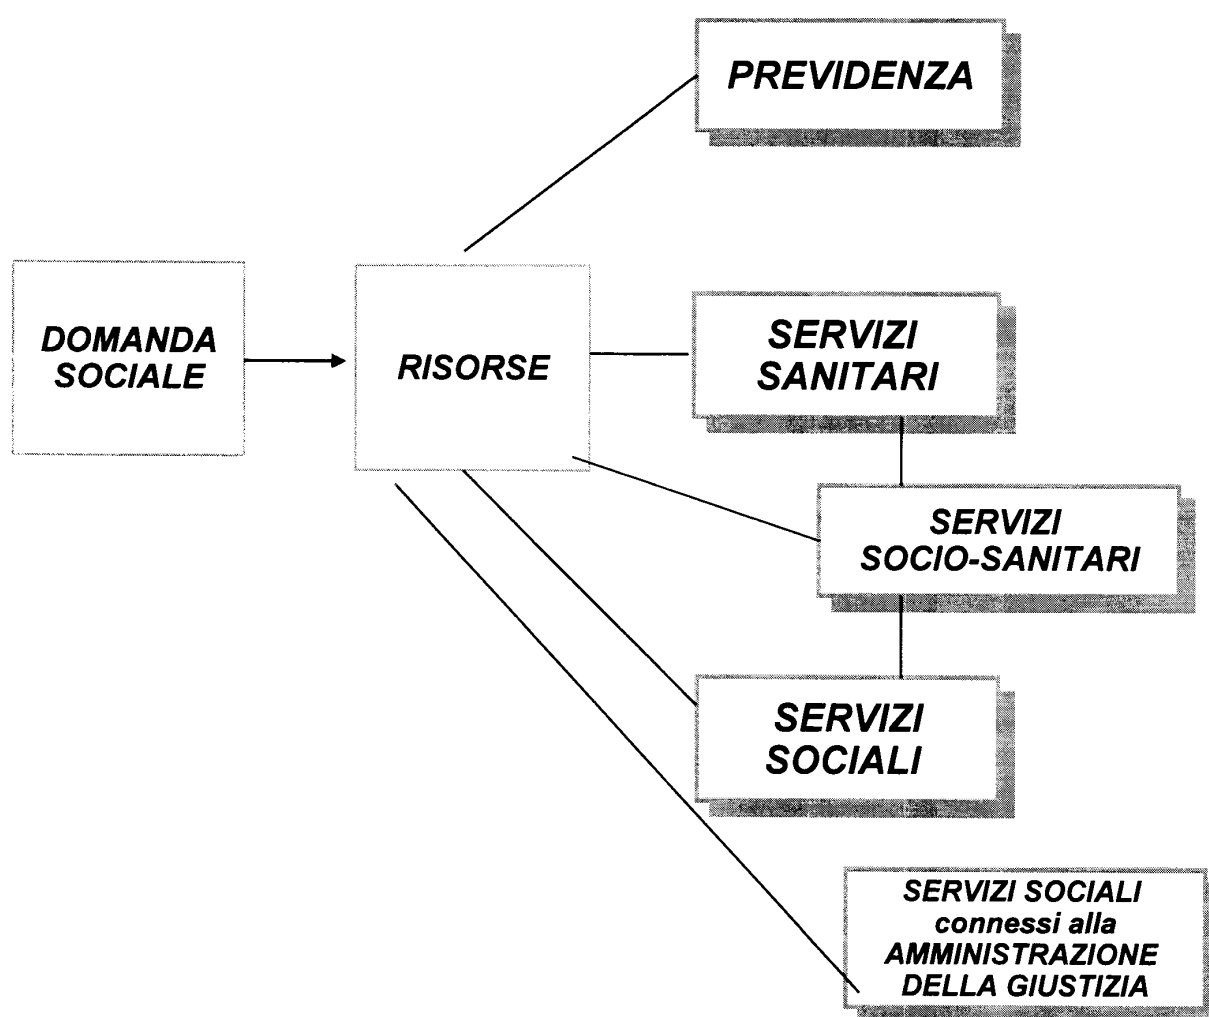 PREVIDENZA
DOMANDA
SOCIALE
RISORSE
SERVIZI
SANITARI
SERVIZI
SOCIO-SANITARI
SERVIZI
SOCIALI
SERVIZI SOCIALI
connessi alla
AMMINISTRAZIONE
DELLA GIUSTIZIA